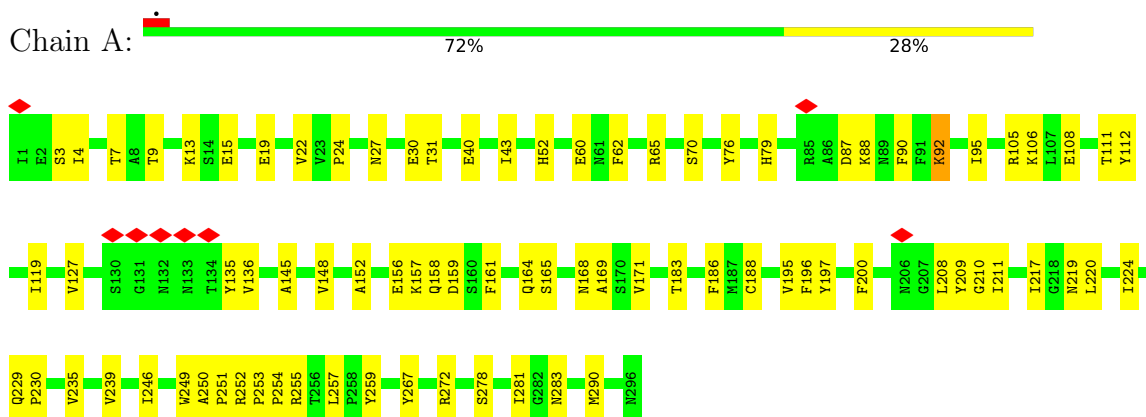 Chain A:
72% 28%
I1 E2 S3 I4 T7 A8 T9 K13 S14 E15 E19 V22 V23 P24 N27 E30 T31 E40 I43 H52 E60 N61 F62 R65 S70 Y76 H79 R85 A86 D87 K88 N89 F90 F91 K92 I95 R105 K106 L107 E108 T111 Y112
I119 V127 S130 G131 N132 N133 T134 Y135 V136 A145 V148 A152 E156 K157 Q158 D159 S160 F161 Q164 S165 N168 A169 S170 V171 T183 F186 M187 C188 V195 F196 Y197 F200 N206 G207 L208 Y209 G210 I211 I217 G218 N219 L220 I224
Q229 P230 V235 V239 I246 W249 A250 P251 R252 P253 P254 R255 T256 L257 P258 Y259 Y267 R272 S278 I281 G282 N283 M290 N296